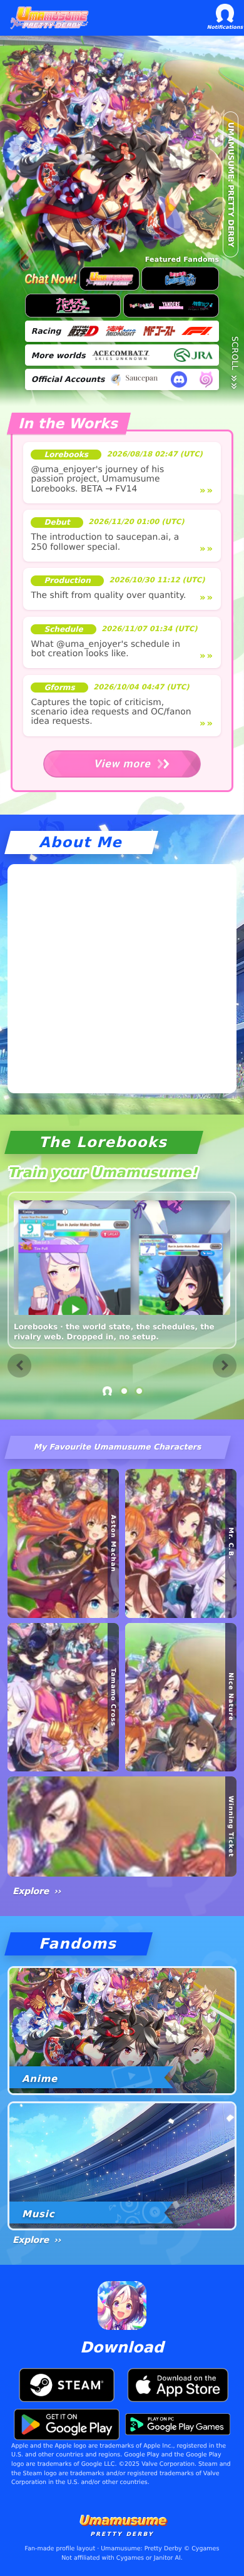 Umamusume
PRETTY DERBY
Notifications
UMAMUSUME: PRETTY DERBY
Featured Fandoms
Chat Now!
Racing
MF GOST
F1
More worlds
ACE COMBAT 7
SKIES UNKNOWN
JRA
Official Accounts
Saucepan
SCROLL
In the Works
Lorebooks
2026/08/18 02:47 (UTC)
@uma_enjoyer's journey of his
passion project, Umamusume
Lorebooks. BETA → FV14
Debut
2026/11/20 01:00 (UTC)
The introduction to saucepan.ai, a
250 follower special.
Production
2026/10/30 11:12 (UTC)
The shift from quality over quantity.
Schedule
2026/11/07 01:34 (UTC)
What @uma_enjoyer's schedule in
bot creation looks like.
Gforms
2026/10/04 04:47 (UTC)
Captures the topic of criticism,
scenario idea requests and OC/fanon
idea requests.
View more
About Me
The Lorebooks
Train your Umamusume!
Lorebooks · the world state, the schedules, the
rivalry web. Dropped in, no setup.
My Favourite Umamusume Characters
Aston Machan
Mr. C.B.
Tamamo Cross
Nice Nature
Winning Ticket
Explore ››
Fandoms
Anime
Music
Explore ››
Download
STEAM
Download on the
App Store
GET IT ON
Google Play
PLAY ON PC
Google Play Games
Apple and the Apple logo are trademarks of Apple Inc., registered in the
U.S. and other countries and regions. Google Play and the Google Play
logo are trademarks of Google LLC. ©2025 Valve Corporation. Steam and
the Steam logo are trademarks and/or registered trademarks of Valve
Corporation in the U.S. and/or other countries.
Umamusume
PRETTY DERBY
Fan-made profile layout · Umamusume: Pretty Derby © Cygames
Not affiliated with Cygames or Janitor AI.